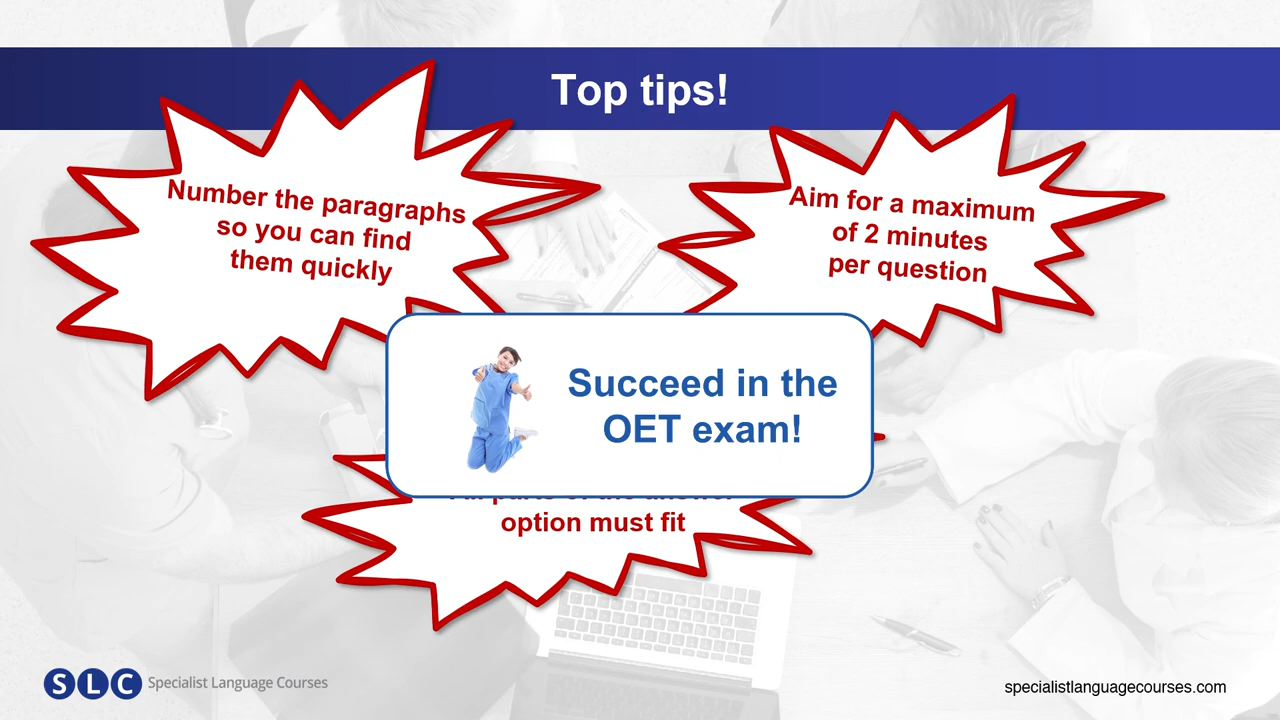 Top tips!
Number the paragraphs
so you can find
them quickly
Aim for a maximum
of 2 minutes
per question
Succeed in the
OET exam!
option must fit
SLC Specialist Language Courses
specialistlanguagecourses.com